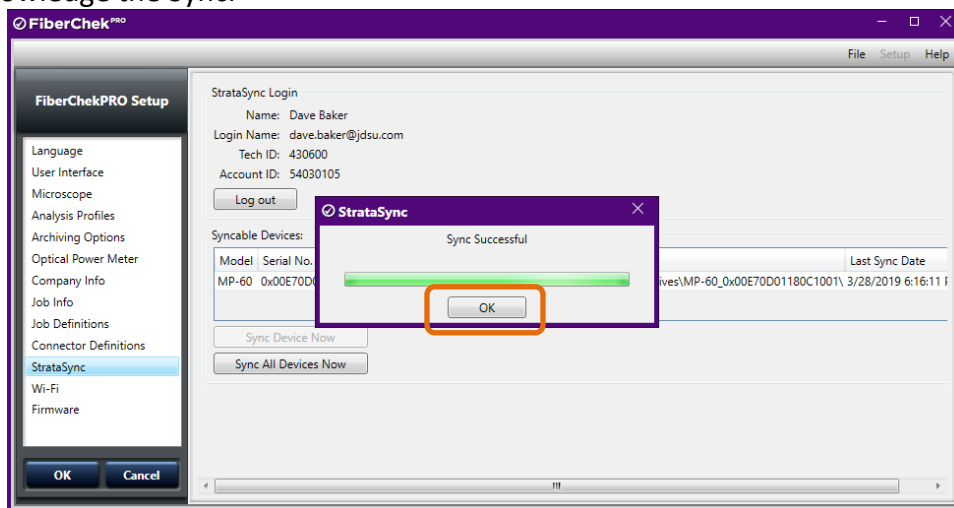 the Sync.
FiberChek PRO
File Setup Help
FiberChekPRO Setup
Language
User Interface
Microscope
Analysis Profiles
Archiving Options
Optical Power Meter
Company Info
Job Info
Job Definitions
Connector Definitions
StrataSync
Wi-Fi
Firmware
OK Cancel
StrataSync Login
Name: Dave Baker
Login Name: dave.baker@jdsu.com
Tech ID: 430600
Account ID: 54030105
Log out
Syncable Devices:
Model Serial No. Last Sync Date
MP-60 0x00E70D0 ives\MP-60_0x00E70D01180C1001\ 3/28/2019 6:16:11
Sync Device Now
Sync All Devices Now
StrataSync
Sync Successful
OK